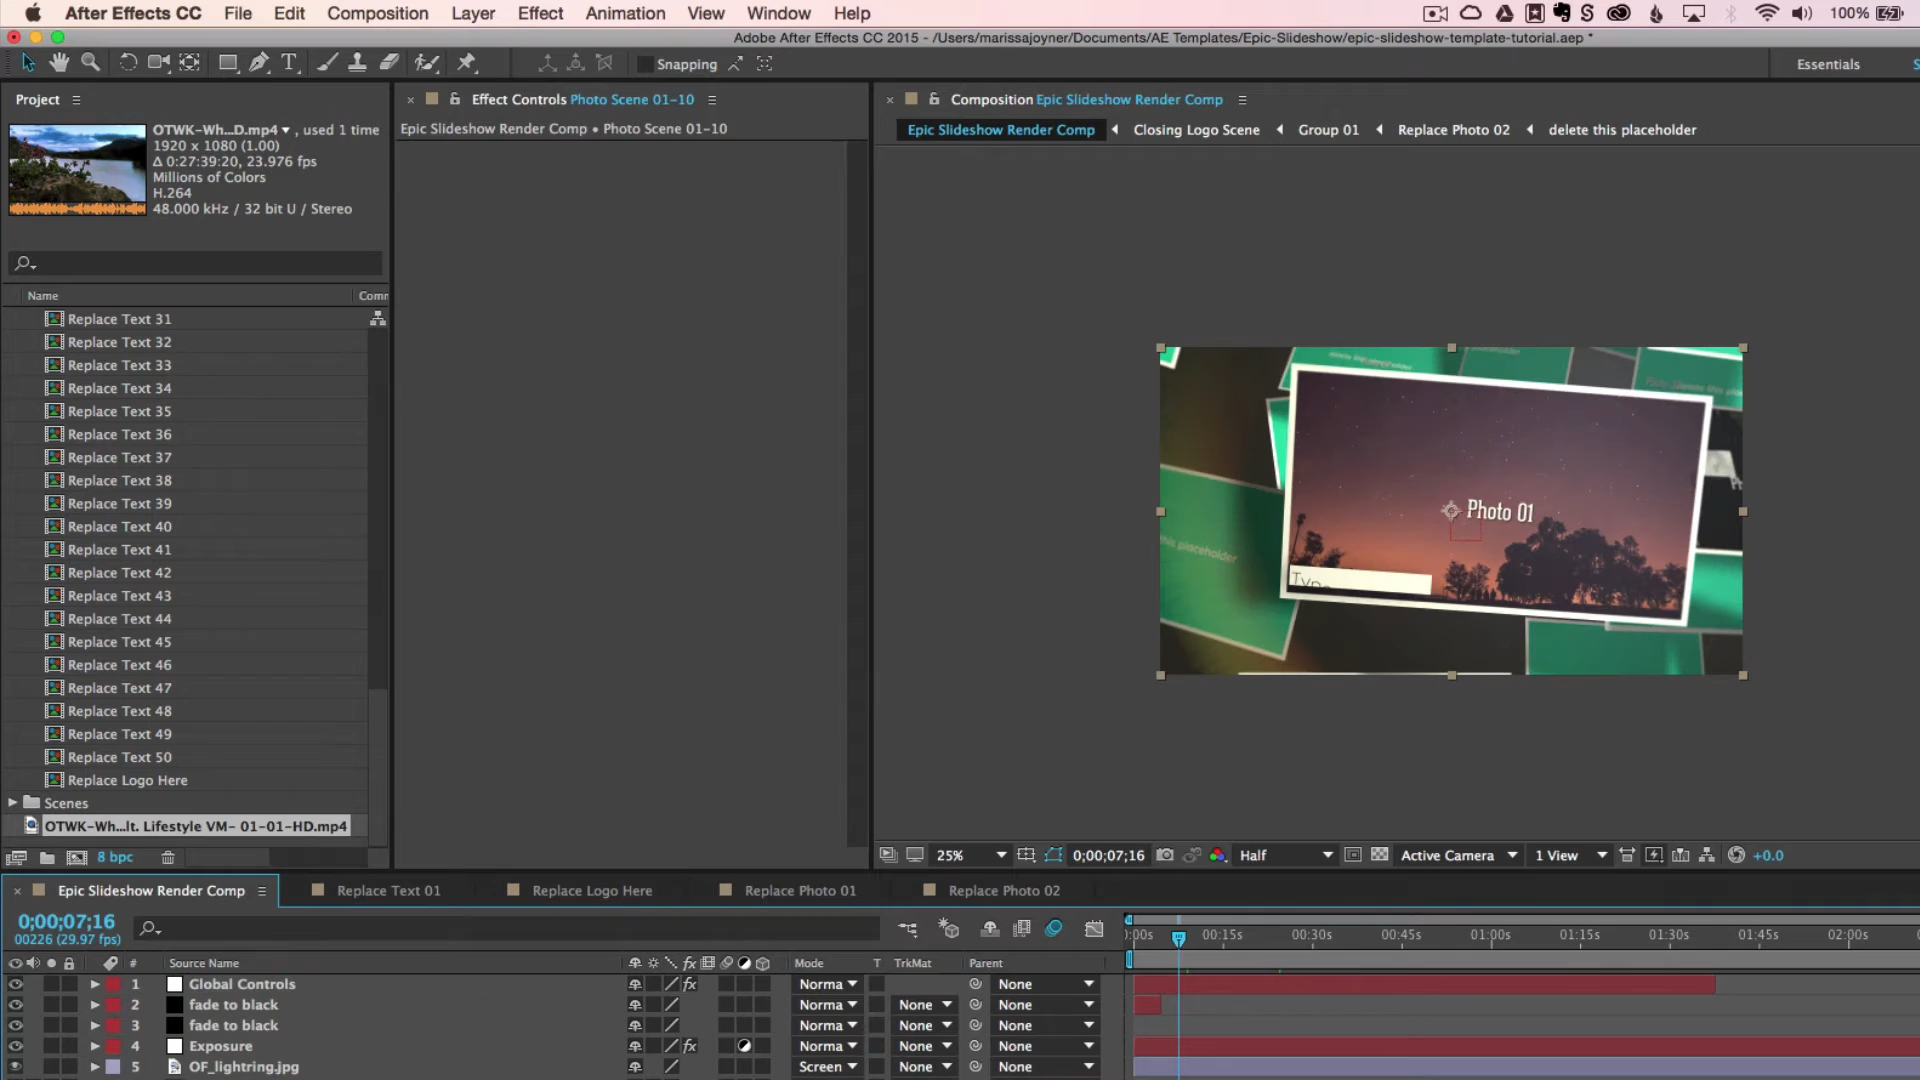 After Effects CC File Edit Composition Layer Effect Animation View Window Help 100%
Adobe After Effects CC 2015 - /Users/marissajoyner/Documents/AE Templates/Epic-Slideshow/epic-slideshow-template-tutorial.aep *
Snapping Essentials
Project
OTWK-Wh...D.mp4 , used 1 time
1920 x 1080 (1.00)
Δ 0:27:39:20, 23.976 fps
Millions of Colors
H.264
48.000 kHz / 32 bit U / Stereo
Name Comm
Replace Text 31
Replace Text 32
Replace Text 33
Replace Text 34
Replace Text 35
Replace Text 36
Replace Text 37
Replace Text 38
Replace Text 39
Replace Text 40
Replace Text 41
Replace Text 42
Replace Text 43
Replace Text 44
Replace Text 45
Replace Text 46
Replace Text 47
Replace Text 48
Replace Text 49
Replace Text 50
Replace Logo Here
Scenes
OTWK-Wh...lt. Lifestyle VM- 01-01-HD.mp4
8 bpc
Effect Controls Photo Scene 01-10
Epic Slideshow Render Comp • Photo Scene 01-10
Composition Epic Slideshow Render Comp
Epic Slideshow Render Comp Closing Logo Scene Group 01 Replace Photo 02 delete this placeholder
Photo 01
this placeholder
25% 0;00;07;16 Half Active Camera 1 View +0.0
Epic Slideshow Render Comp Replace Text 01 Replace Logo Here Replace Photo 01 Replace Photo 02
0;00;07;16
00226 (29.97 fps)
:00s 00:15s 00:30s 00:45s 01:00s 01:15s 01:30s 01:45s 02:00s
# Source Name Mode T TrkMat Parent
1 Global Controls Norma None
2 fade to black Norma None None
3 fade to black Norma None None
4 Exposure Norma None None
5 OF_lightring.jpg Screen None None